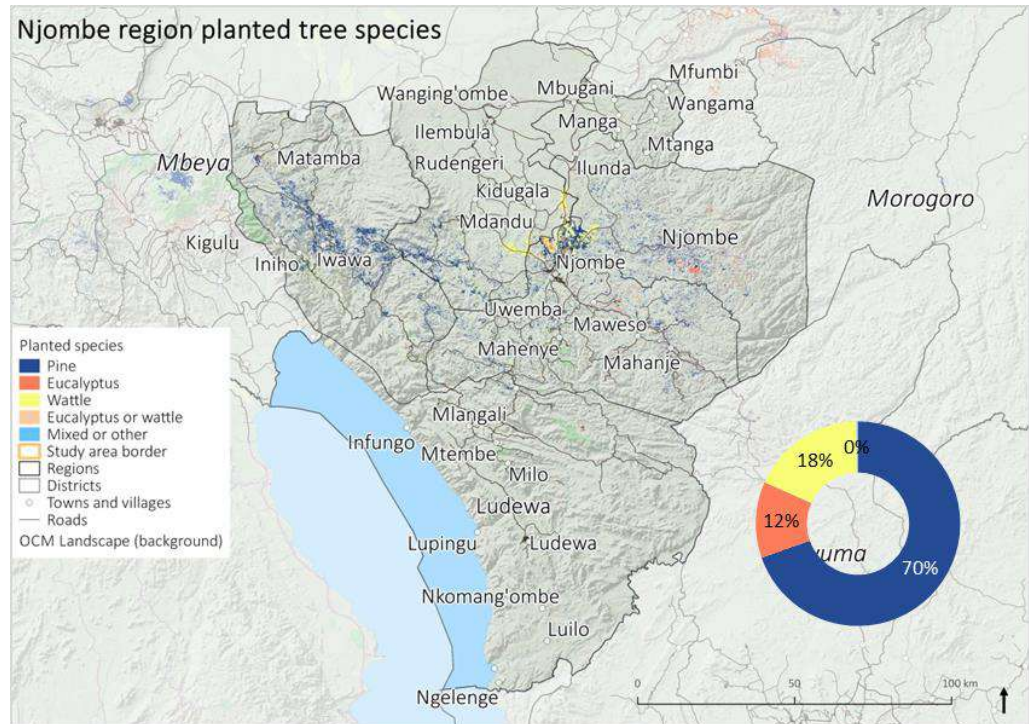 Njombe region planted tree species
Mfumbi
Wanging'ombe
Mbugani
Wangama
Manga
Ilembula
Mtanga
Matamba
Rudengeri
Ilunda
Mbeya
Kidugala
Morogoro
Mdandu
Njombe
Kigulu
Iniho
Iwawa
Njombe
Uwemba
Maweso
Mahenye
Mahanje
Planted species
Pine
Eucalyptus
Wattle
Eucalyptus or wattle
Mixed or other
Study area border
Regions
Districts
Towns and villages
Roads
OCM Landscape (background)
Mlangali
Infungo
Mtembe
Milo
Ludewa
Lupingu
Ludewa
Nkomang'ombe
Luilo
Ngelenge
0%
18%
12%
70%
uma
0
50
100 km